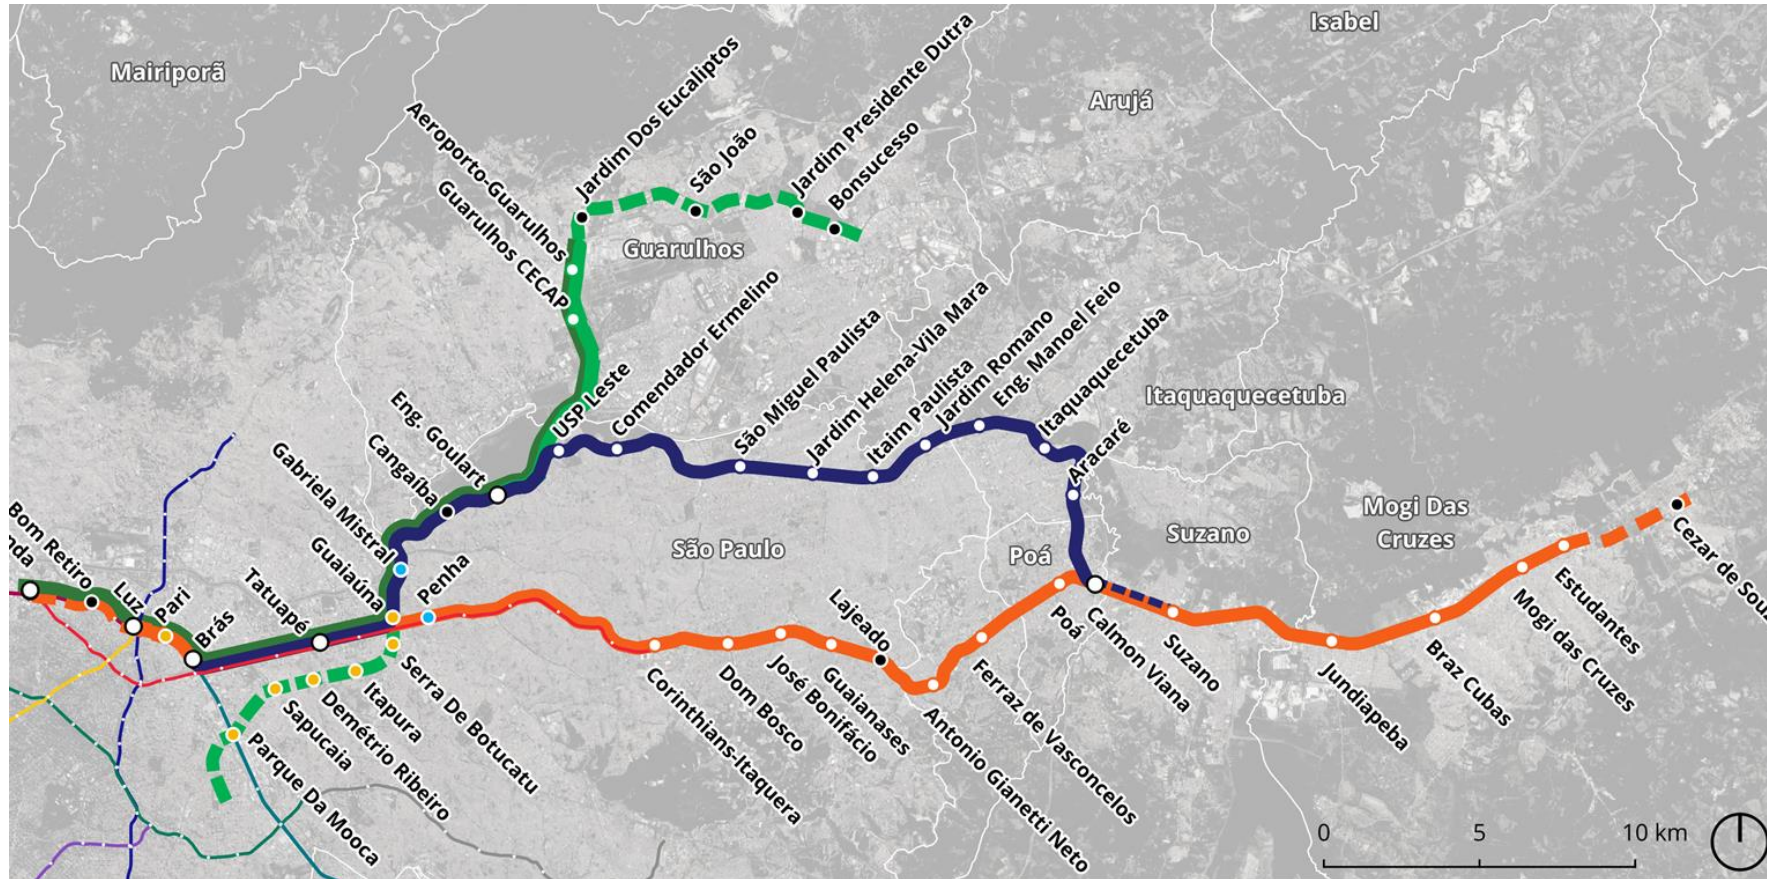 Isabel
Mairiporã
Arujá
Jardim Dos Eucaliptos
Jardim Presidente Dutra
Aeroporto-Guarulhos
São João
Bonsucesso
Guarulhos CECAP
Guarulhos
Comendador Ermelino
São Miguel Paulista
Jardim Helena-Vila Mara
Itaim Paulista
Jardim Romano
Eng. Manoel Feio
Itaquaquecetuba
Aracaré
USP Leste
Eng. Goulart
Cangaíba
Gabriela Mistral
Guaiaúna
Penha
Tatuapé
Brás
Pari
Luz
Bom Retiro
nda
Itaquaquecetuba
São Paulo
Poá
Suzano
Mogi Das
Cruzes
Lajeado
Serra De Botucatu
Itapura
Demétrio Ribeiro
Sapucaia
Parque Da Mooca
Corinthians-Itaquera
Dom Bosco
José Bonifácio
Guaianases
Antonio Gianetti Neto
Ferraz de Vasconcelos
Poá
Calmon Viana
Suzano
Jundiapeba
Braz Cubas
Mogi das Cruzes
Estudantes
Cezar de Souz
0 5 10 km